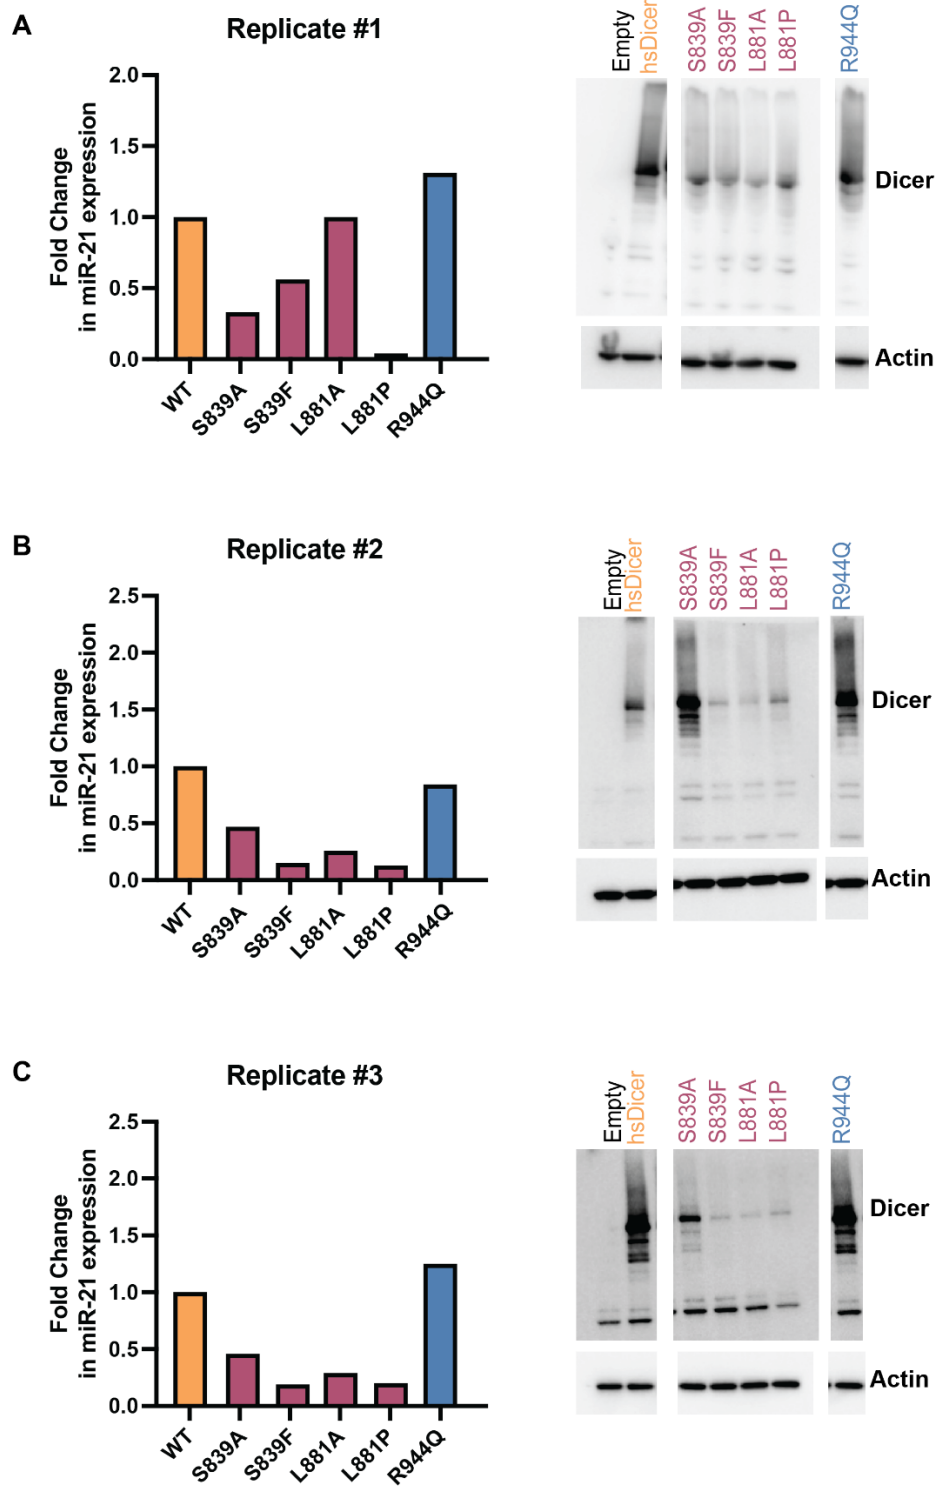 A
Replicate #1
Fold Change
in miR-21 expression
2.0
1.5
1.0
0.5
0.0
WT
S839A
S839F
L881A
L881P
R944Q
Empty
hsDicer
S839A
S839F
L881A
L881P
R944Q
Dicer
Actin
B
Replicate #2
Fold Change
in miR-21 expression
2.5
2.0
1.5
1.0
0.5
0.0
WT
S839A
S839F
L881A
L881P
R944Q
Empty
hsDicer
S839A
S839F
L881A
L881P
R944Q
Dicer
Actin
C
Replicate #3
Fold Change
in miR-21 expression
2.5
2.0
1.5
1.0
0.5
0.0
WT
S839A
S839F
L881A
L881P
R944Q
Empty
hsDicer
S839A
S839F
L881A
L881P
R944Q
Dicer
Actin